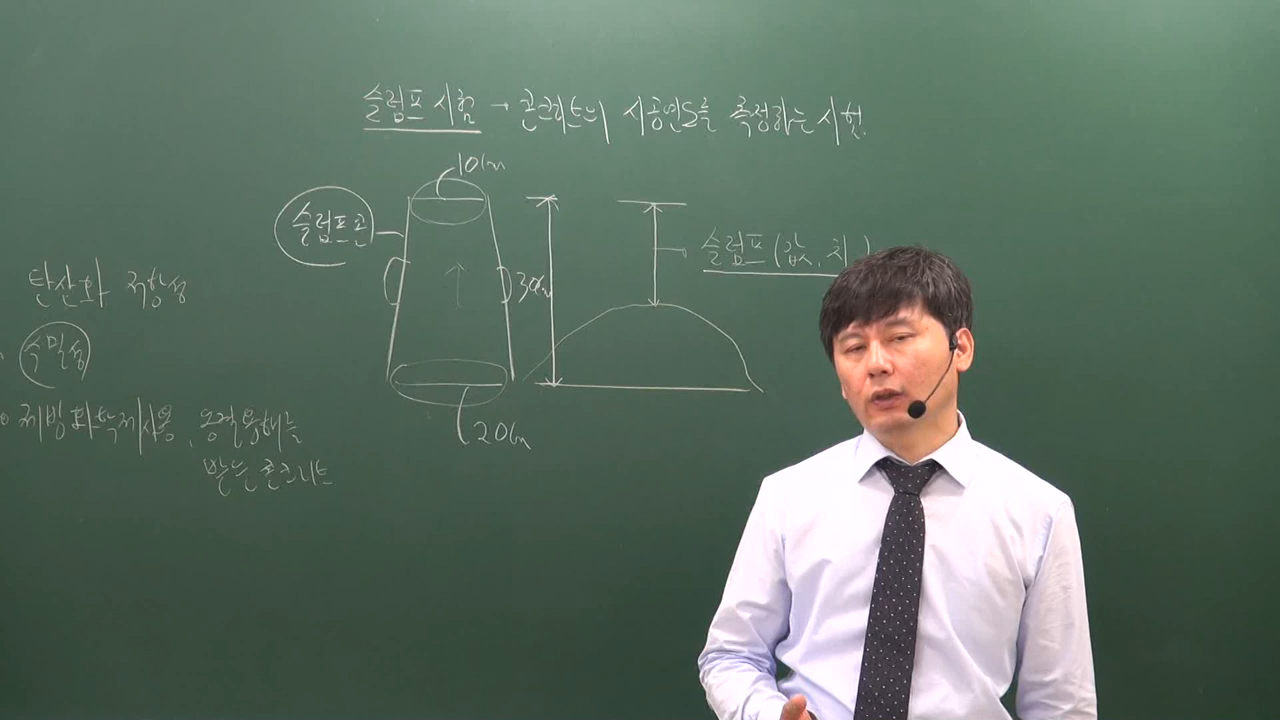 슬럼프 시험 → 콘크리트의 시공연도를 측정하는 시험.
10cm
슬럼프콘
30cm
슬럼프 (값, 치)
20cm
탄산화 저항성
수밀성
제빙화학제사용, 동결융해를
받는 콘크리트